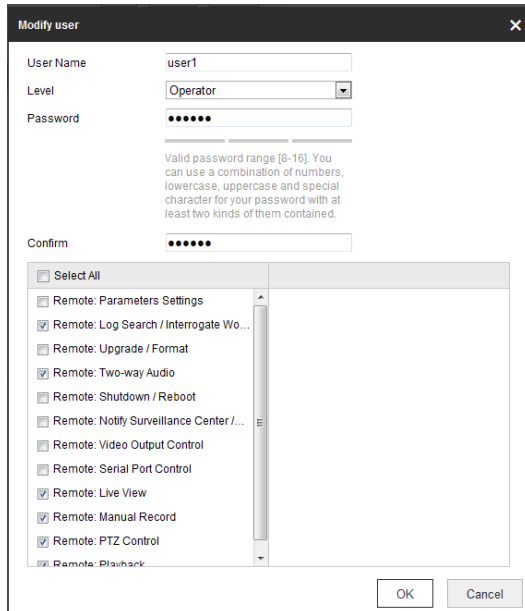 Modify user
User Name
user1
Level
Operator
Password
••••••
Valid password range [8-16]. You
can use a combination of numbers,
lowercase, uppercase and special
character for your password with at
least two kinds of them contained.
Confirm
••••••
Select All
Remote: Parameters Settings
Remote: Log Search / Interrogate Wo...
Remote: Upgrade / Format
Remote: Two-way Audio
Remote: Shutdown / Reboot
Remote: Notify Surveillance Center /...
Remote: Video Output Control
Remote: Serial Port Control
Remote: Live View
Remote: Manual Record
Remote: PTZ Control
Remote: Playback
OK
Cancel